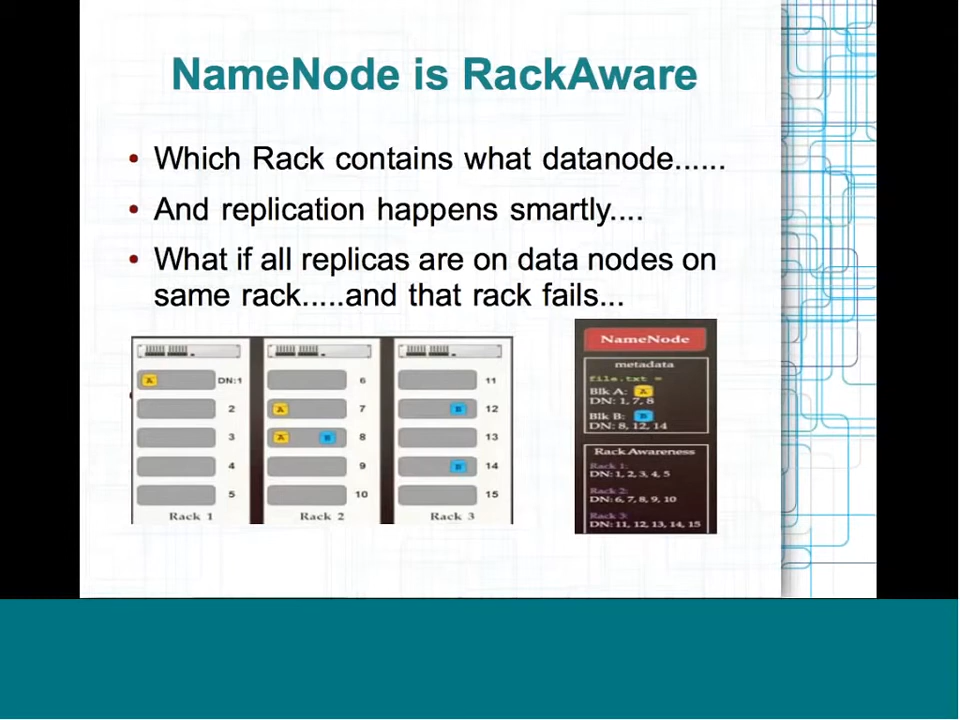 NameNode is RackAware
• Which Rack contains what datanode......
• And replication happens smartly....
• What if all replicas are on data nodes on
same rack.....and that rack fails...
A DN:1
2
3
4
5
Rack 1
6
A 7
A B 8
9
10
Rack 2
11
B 12
13
B 14
15
Rack 3
NameNode
metadata
file.txt =
Blk A: A
DN: 1, 7, 8
Blk B: B
DN: 8, 12, 14
Rack Awareness
Rack 1:
DN: 1, 2, 3, 4, 5
Rack 2:
DN: 6, 7, 8, 9, 10
Rack 3:
DN: 11, 12, 13, 14, 15